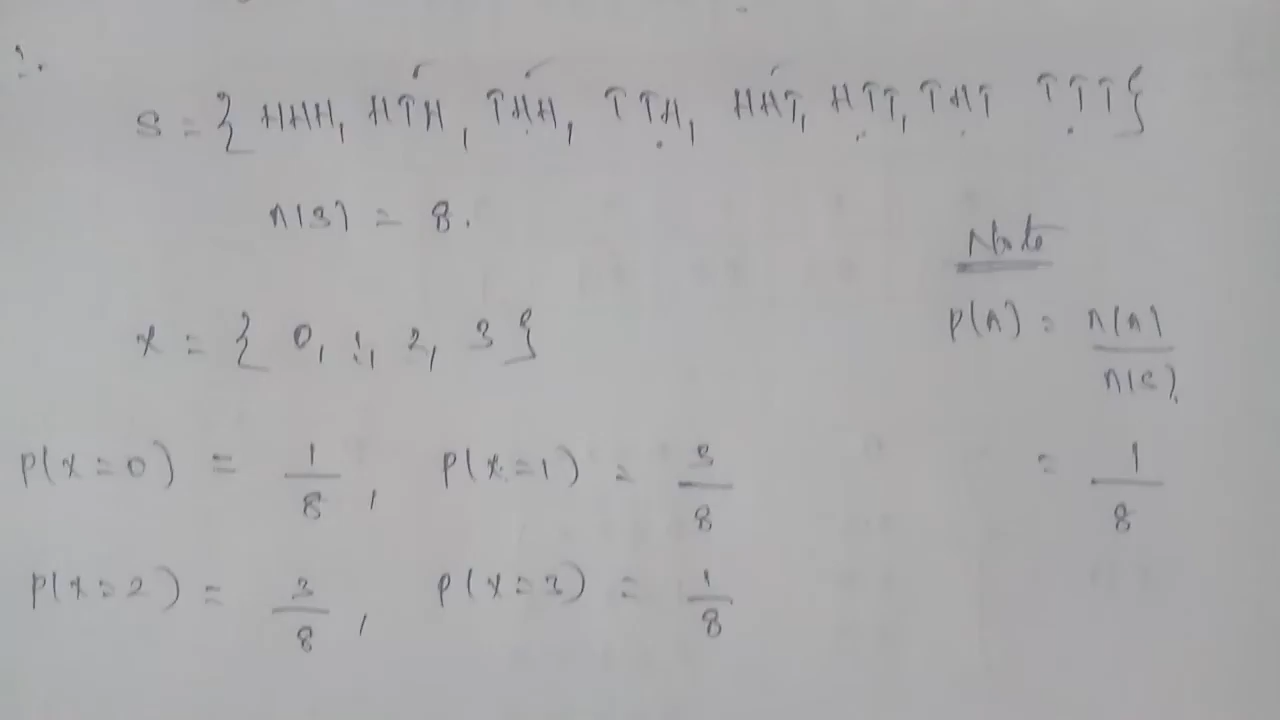 ∴
S = { HHH, HTH, THH, TTH, HHT, HTT, THT TTT }
n(S) = 8.
Note
P(A) = n(A) / n(S)
= 1/8
x = { 0, 1, 2, 3 }
P(x=0) = 1/8, P(x=1) = 3/8
P(x=2) = 3/8, P(x=3) = 1/8